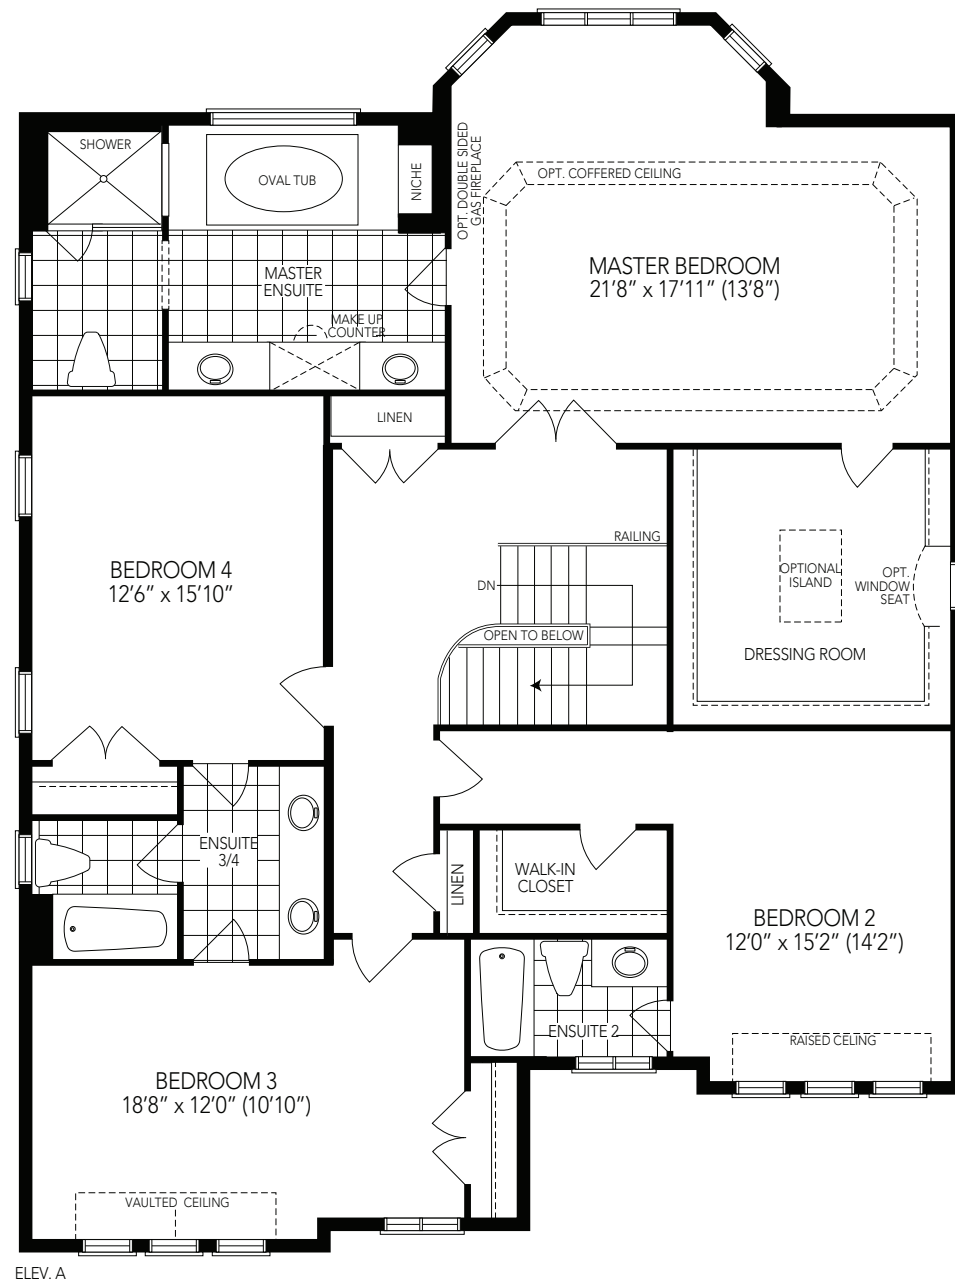 SHOWER
OVAL TUB
NICHE
OPT. DOUBLE SIDED
GAS FIREPLACE
OPT. COFFERED CEILING
MASTER BEDROOM
21'8" x 17'11" (13'8")
MASTER
ENSUITE
MAKE UP
COUNTER
LINEN
BEDROOM 4
12'6" x 15'10"
RAILING
DN
OPEN TO BELOW
OPTIONAL
ISLAND
OPT.
WINDOW
SEAT
DRESSING ROOM
ENSUITE
3/4
LINEN
WALK-IN
CLOSET
BEDROOM 2
12'0" x 15'2" (14'2")
ENSUITE 2
RAISED CELING
BEDROOM 3
18'8" x 12'0" (10'10")
VAULTED CEILING
ELEV. A